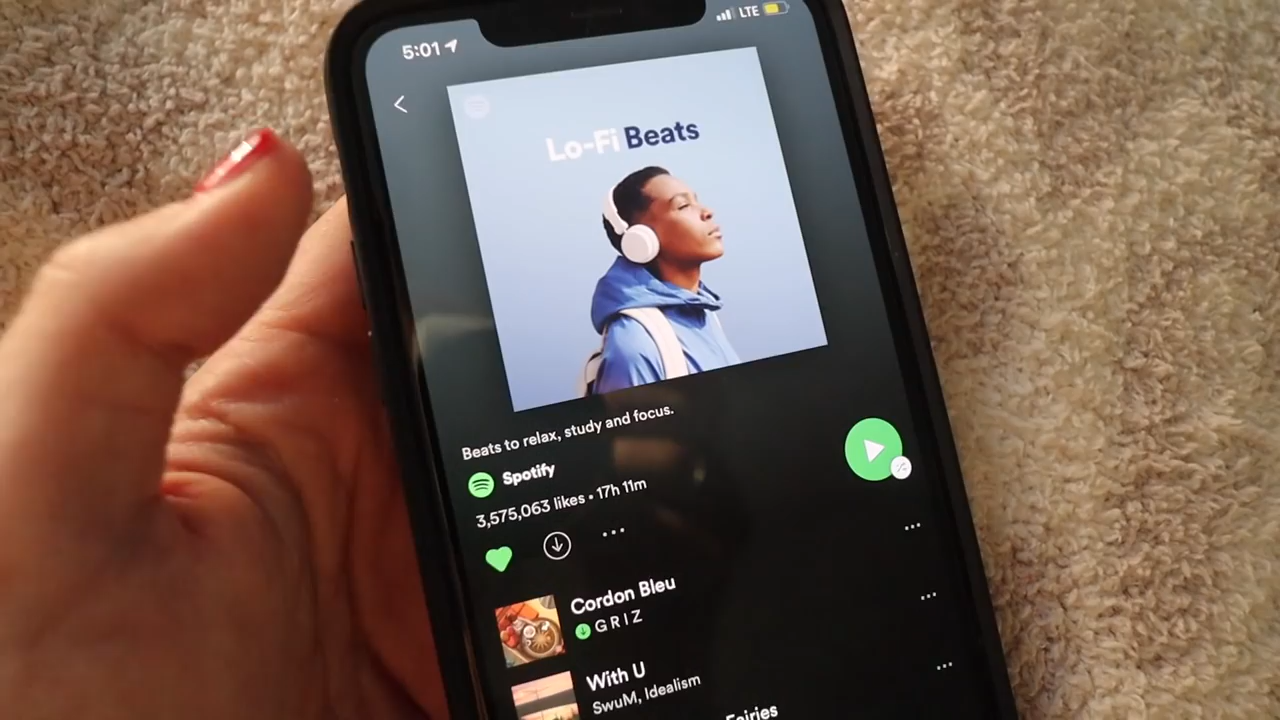 5:01
LTE
Lo-Fi Beats
Beats to relax, study and focus.
Spotify
3,575,063 likes • 17h 11m
Cordon Bleu
G R I Z
With U
SwuM, Idealism
Fairies